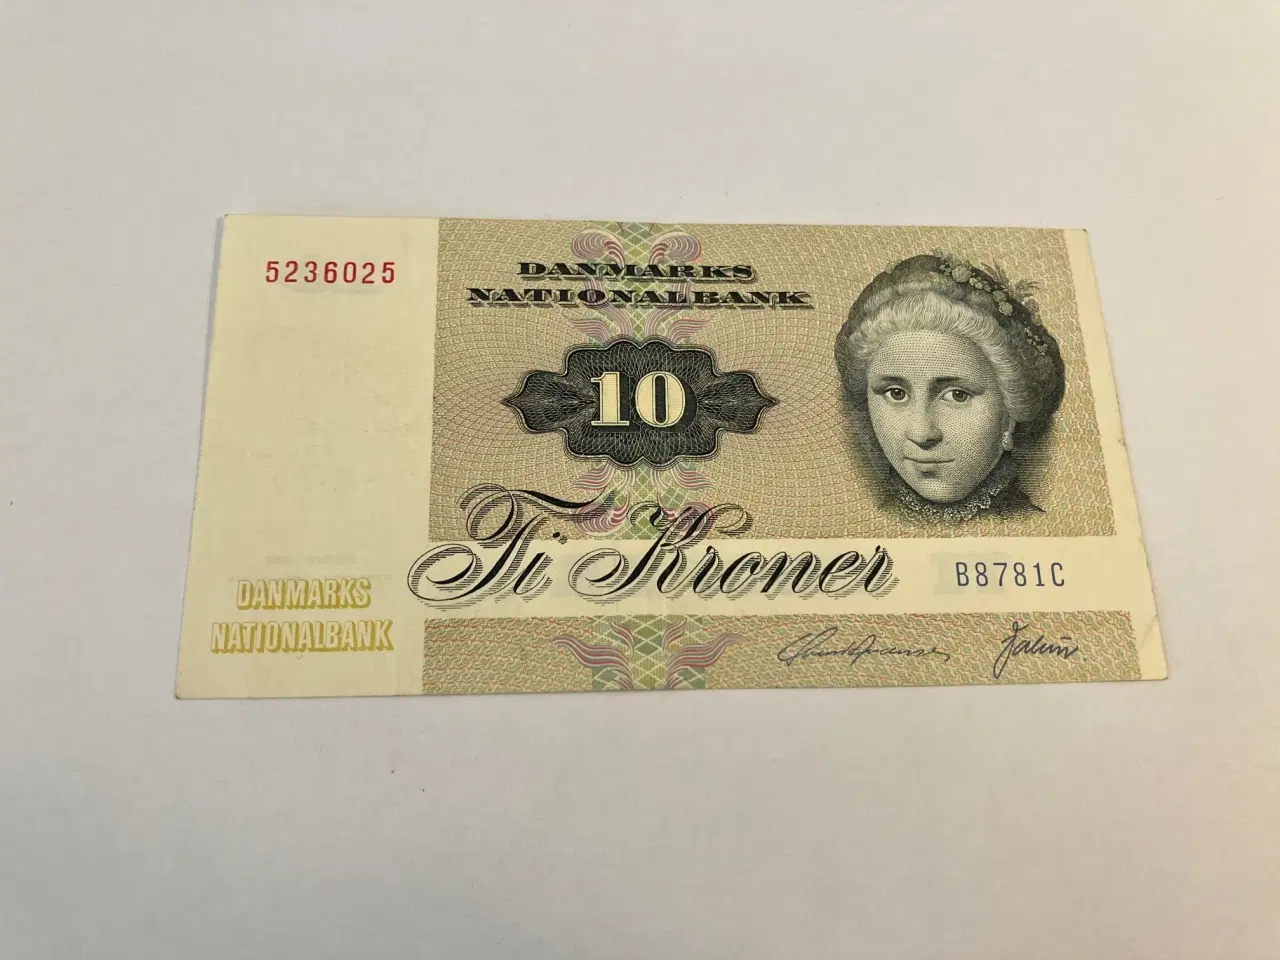 5236025
DANMARKS
NATIONALBANK
10
Ti Kroner
B8781C
DANMARKS
NATIONALBANK